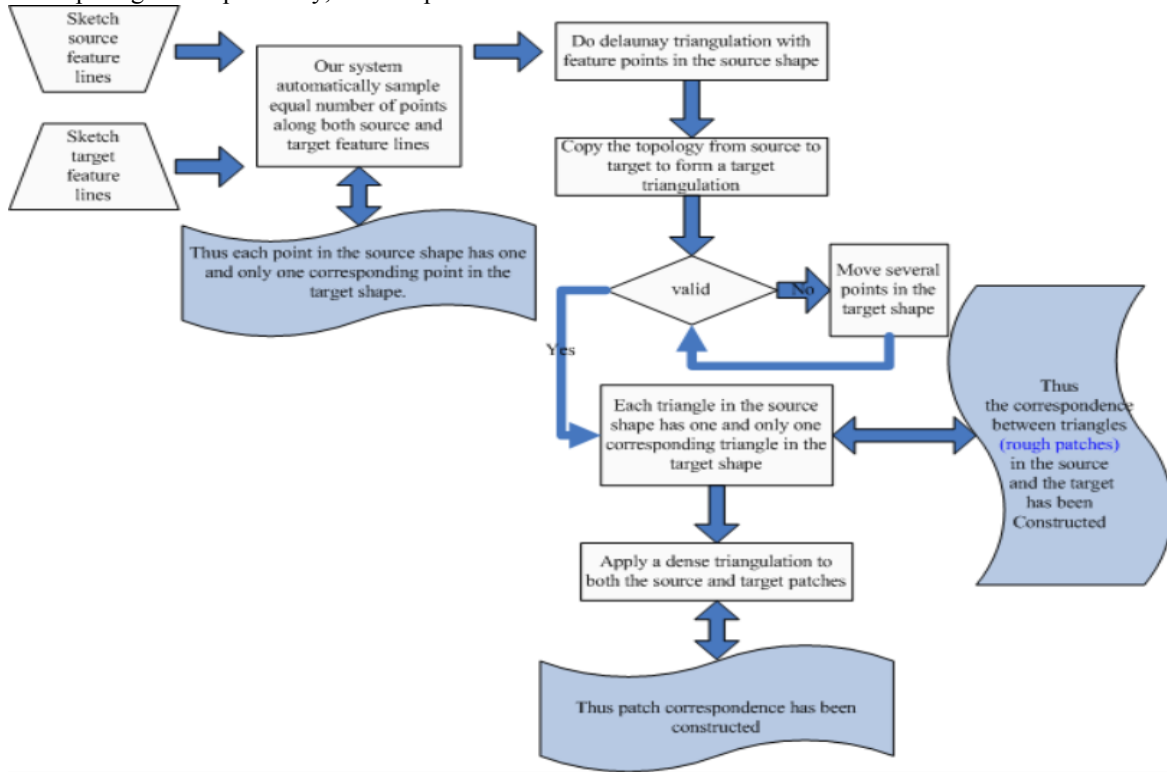 Sketch
source
feature
lines
Sketch
target
feature
lines
Our system
automatically sample
equal number of points
along both source and
target feature lines
Thus each point in the source shape has one
and only one corresponding point in the
target shape.
Do delaunay triangulation with
feature points in the source shape
Copy the topology from source to
target to form a target
triangulation
valid
No
Move several
points in the
target shape
Yes
Each triangle in the source
shape has one and only one
corresponding triangle in the
target shape
Thus
the correspondence
between triangles
(rough patches)
in the source
and the target
has been
Constructed
Apply a dense triangulation to
both the source and target patches
Thus patch correspondence has been
constructed